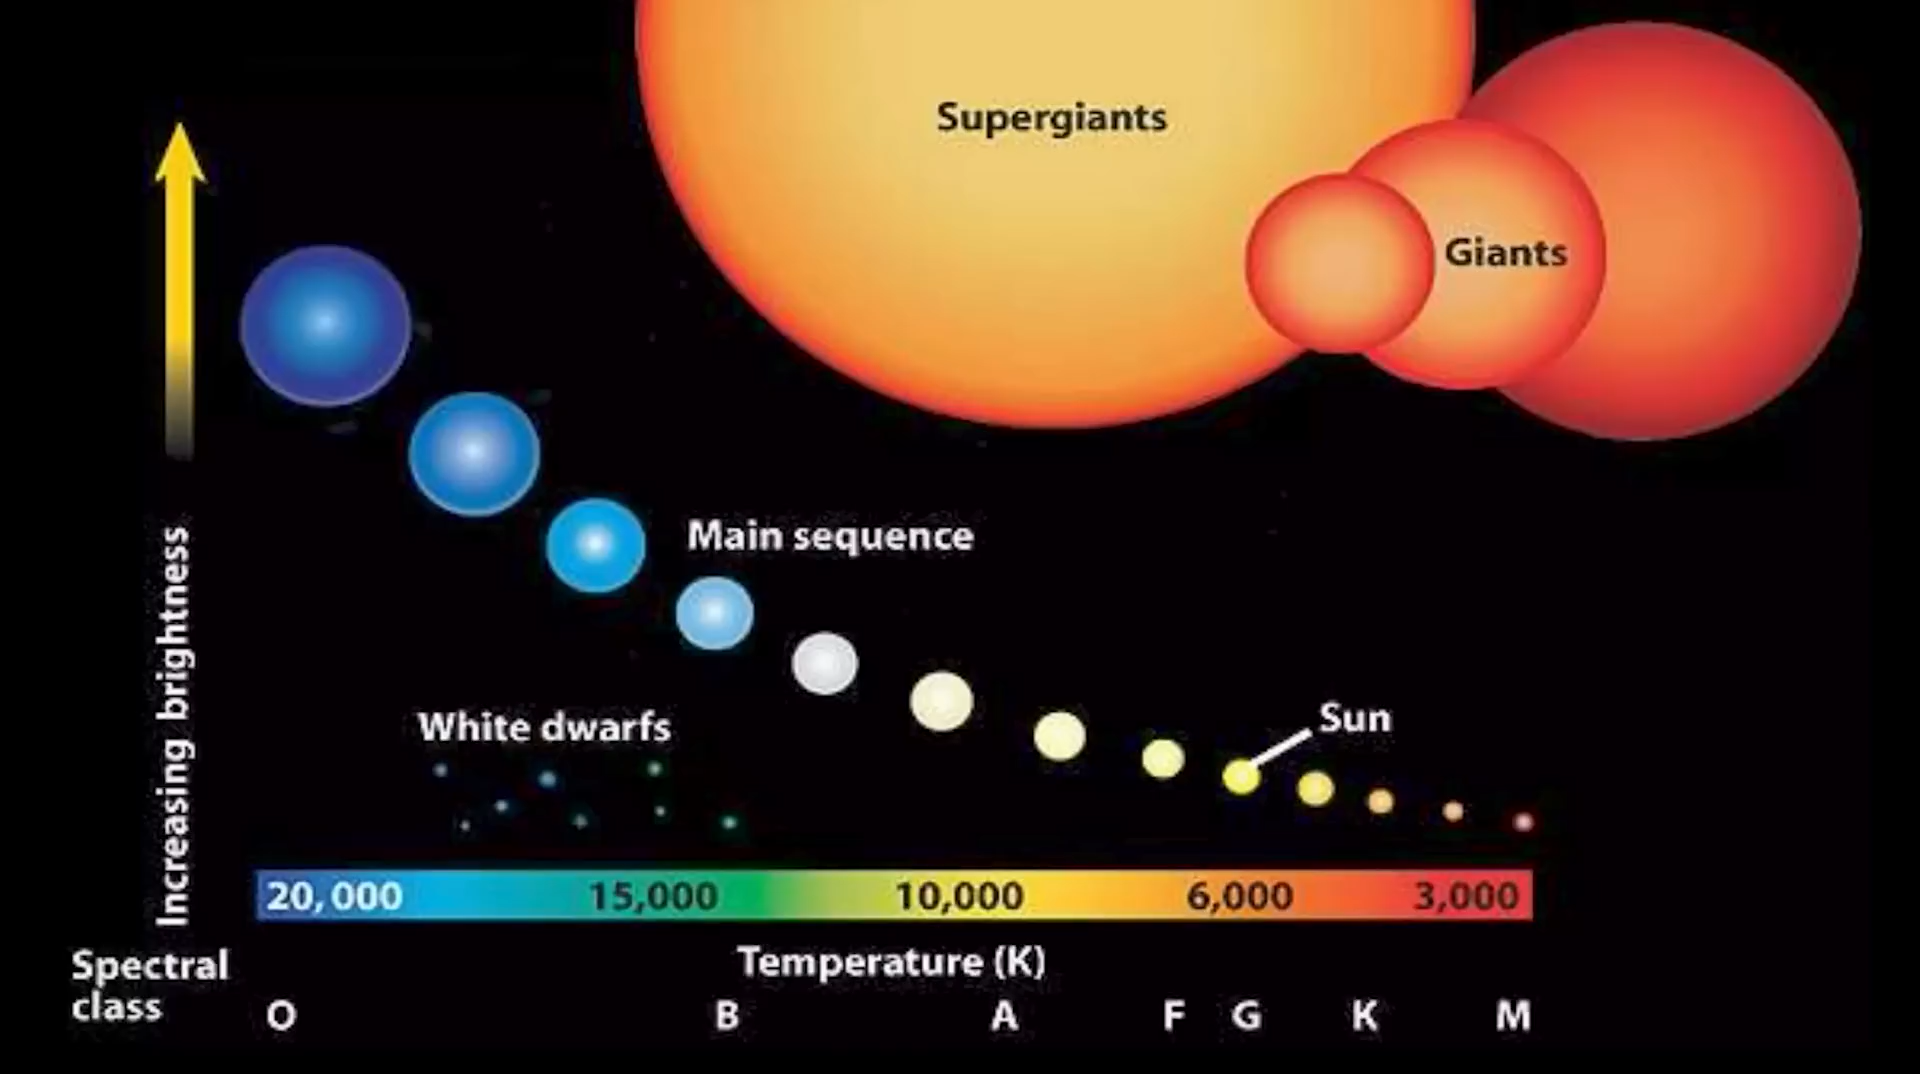 Supergiants
Giants
Main sequence
White dwarfs
Sun
Increasing brightness
20,000 15,000 10,000 6,000 3,000
Temperature (K)
Spectral
class
O B A F G K M